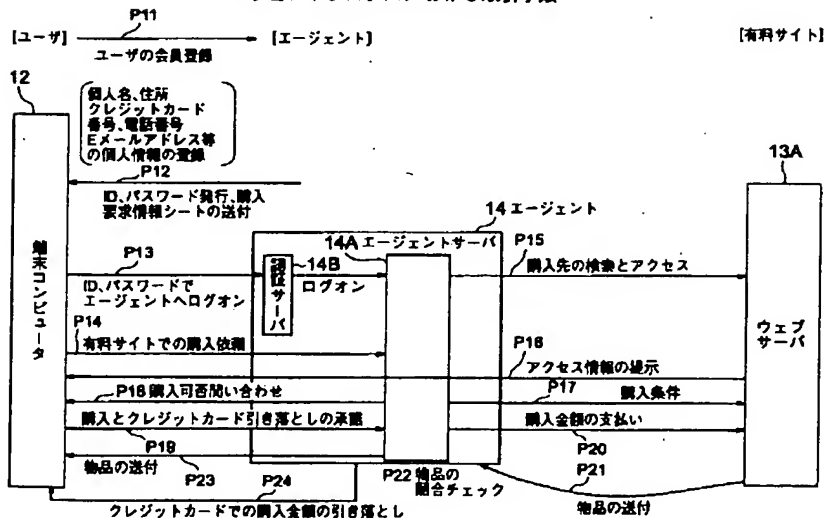 P11
[ユーザ]
[エージェント]
[有料サイト]
ユーザの会員登録
12
個人名、住所
クレジットカード
番号、電話番号
Eメールアドレス等
の個人情報の登録
P12
ID、パスワード発行、購入
要求情報シートの送付
13A
14 エージェント
14A エージェントサーバ
P13
14B
P15
ID、パスワードで
エージェントへログオン
認証サーバ
ログオン
購入先の検索とアクセス
端末コンピュータ
ウェブ
サーバ
P14
有料サイトでの購入依頼
P16
アクセス情報の提示
P18 購入可否問い合わせ
P17
購入条件
購入とクレジットカード引き落としの承諾
購入金額の支払い
P19
P20
物品の送付
P23
P22 物品の
照合チェック
P21
P24
物品の送付
クレジットカードでの購入金額の引き落とし